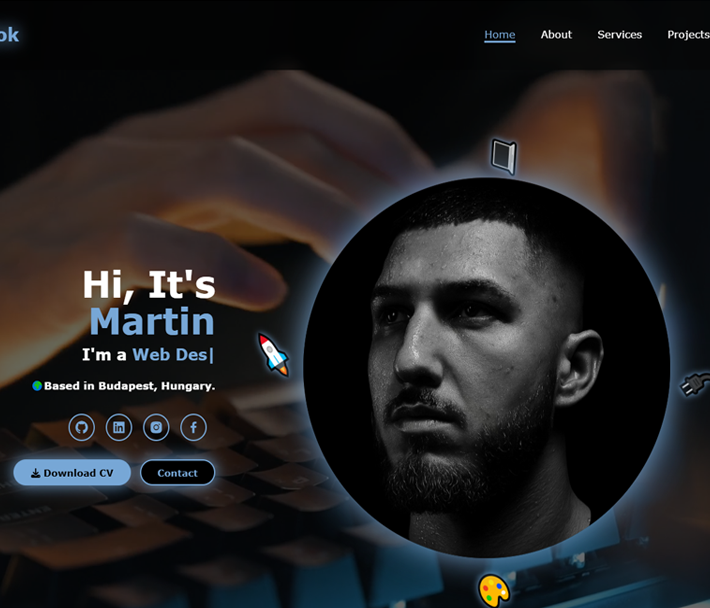 ok
Home About Services Projects
Hi, It's
Martin
I'm a Web Des|
Based in Budapest, Hungary.
Download CV Contact